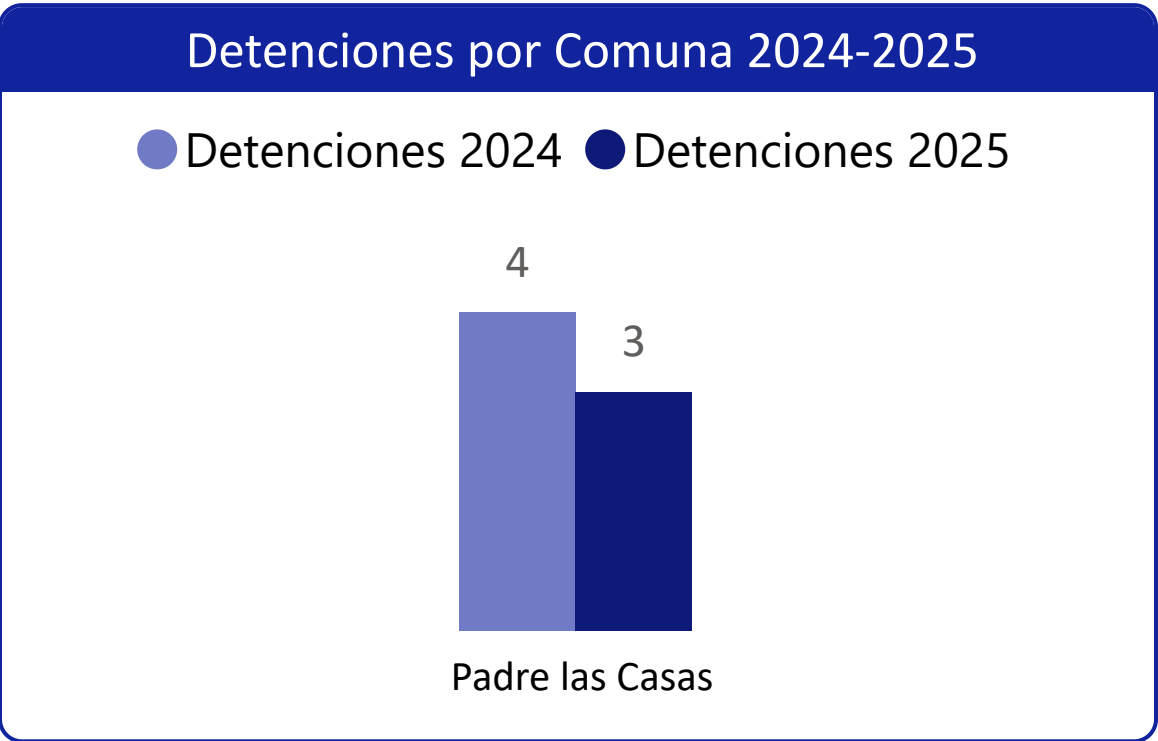 Detenciones por Comuna 2024-2025
Detenciones 2024 Detenciones 2025
4
3
Padre las Casas